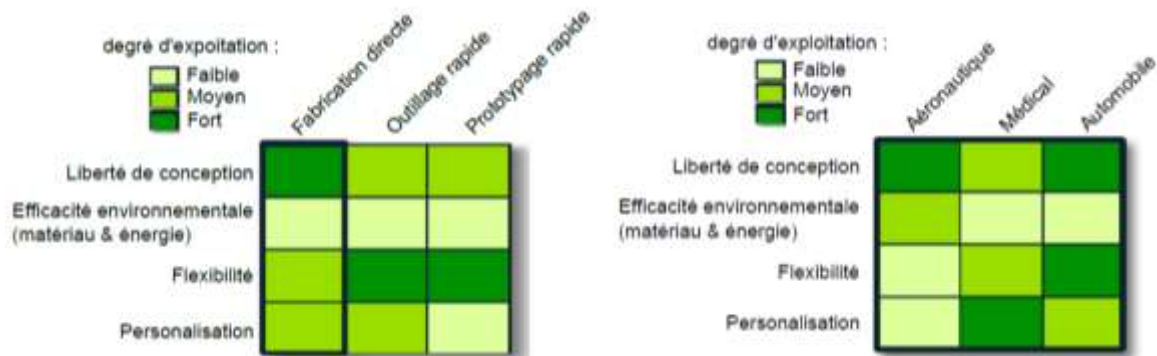 degré d'expoitation :
Faible
Moyen
Fort
Fabrication directe
Outillage rapide
Prototypage rapide
Liberté de conception
Efficacité environnementale
(matériau & énergie)
Flexibilité
Personalisation
degré d'exploitation :
Faible
Moyen
Fort
Aéronautique
Médical
Automobile
Liberté de conception
Efficacité environnementale
(matériau & énergie)
Flexibilité
Personalisation